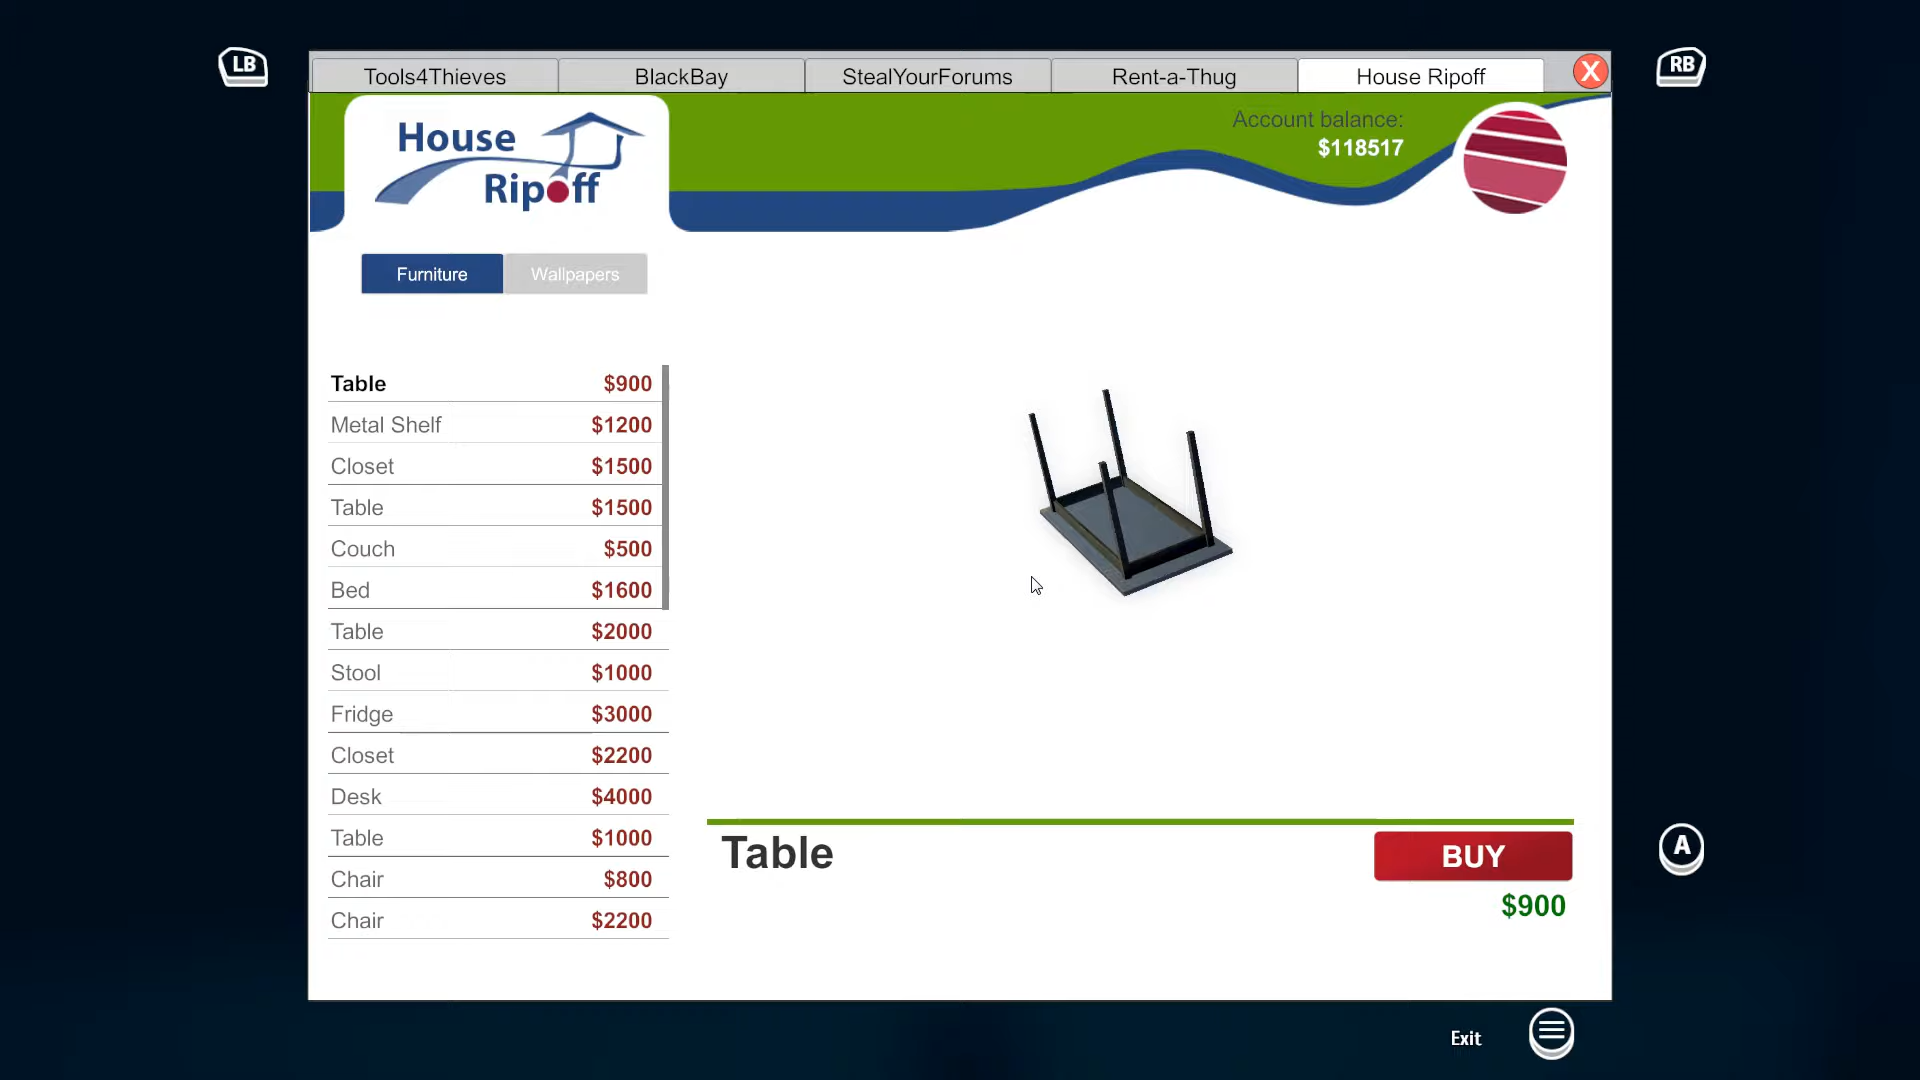 LB
RB
Tools4Thieves
BlackBay
StealYourForums
Rent-a-Thug
House Ripoff
X
House
Ripoff
Account balance:
$118517
Furniture
Wallpapers
Table $900
Metal Shelf $1200
Closet $1500
Table $1500
Couch $500
Bed $1600
Table $2000
Stool $1000
Fridge $3000
Closet $2200
Desk $4000
Table $1000
Chair $800
Chair $2200
Table
BUY
$900
A
Exit